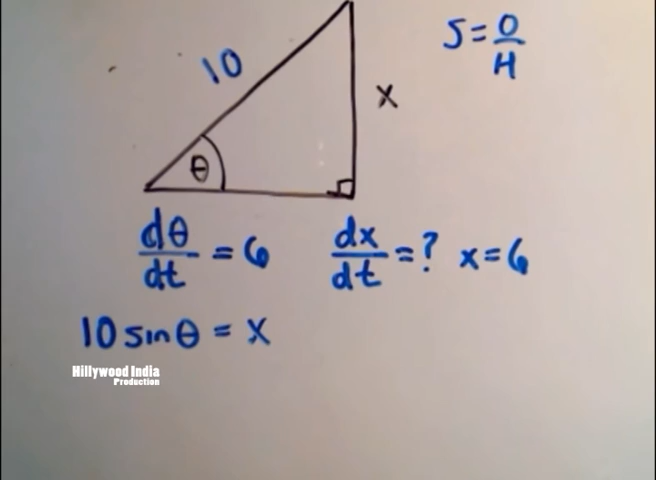 10
S = O/H
x
θ
dθ/dt = 6 dx/dt = ? x = 6
10 sin θ = x
Hillywood India
Production